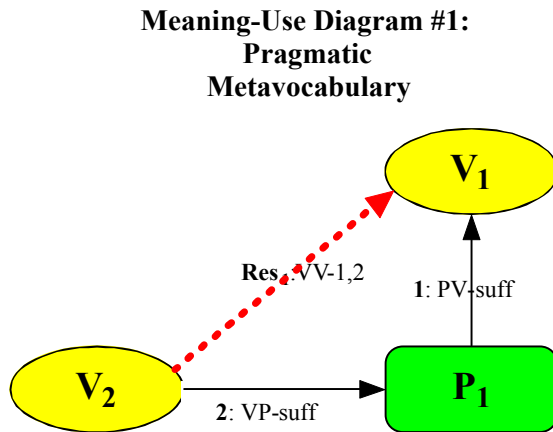 Meaning-Use Diagram #1:
Pragmatic
Metavocabulary
V1
Res1:VV-1,2
1: PV-suff
V2
P1
2: VP-suff